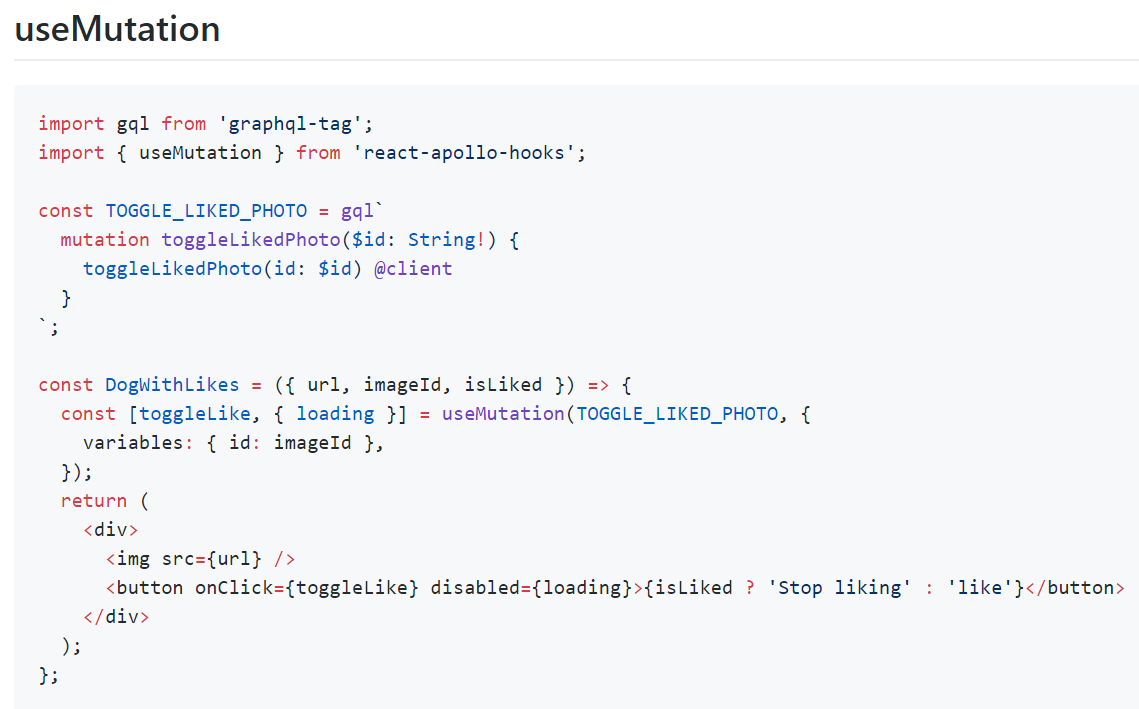 useMutation
import gql from 'graphql-tag';
import { useMutation } from 'react-apollo-hooks';

const TOGGLE_LIKED_PHOTO = gql`
  mutation toggleLikedPhoto($id: String!) {
    toggleLikedPhoto(id: $id) @client
  }
`;

const DogWithLikes = ({ url, imageId, isLiked }) => {
  const [toggleLike, { loading }] = useMutation(TOGGLE_LIKED_PHOTO, {
    variables: { id: imageId },
  });
  return (
    <div>
      <img src={url} />
      <button onClick={toggleLike} disabled={loading}>{isLiked ? 'Stop liking' : 'like'}</button>
    </div>
  );
};